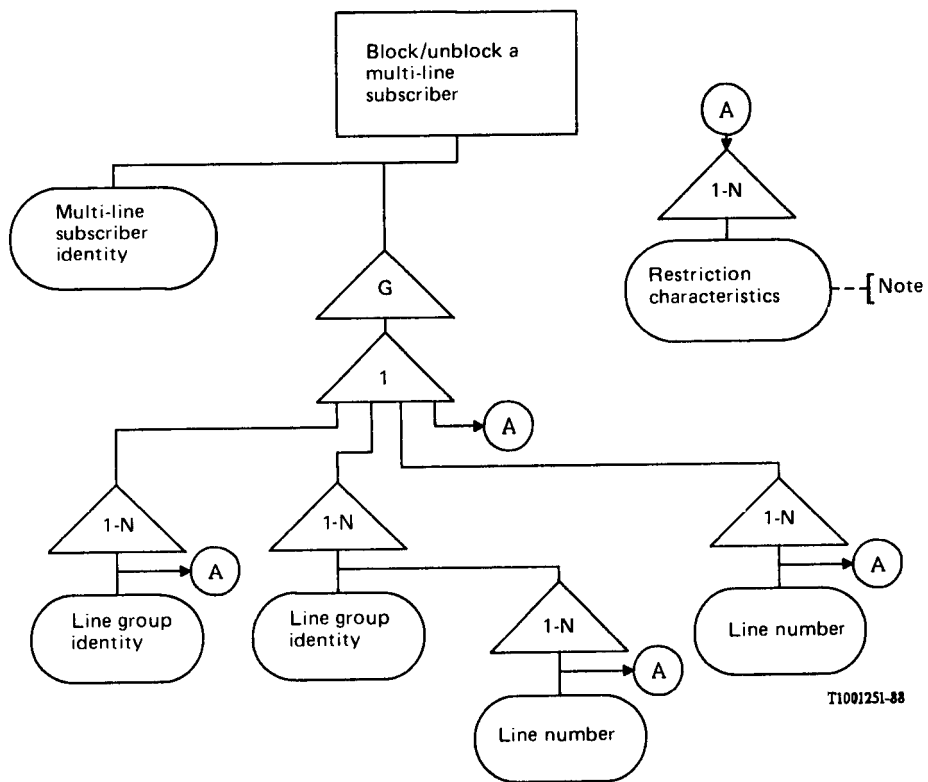 Block/unblock a
multi-line
subscriber
A
1-N
Multi-line
subscriber
identity
Restriction
characteristics
Note
G
1
A
1-N
1-N
1-N
A
A
Line group
identity
Line group
identity
1-N
Line number
A
Line number
T1001251-88